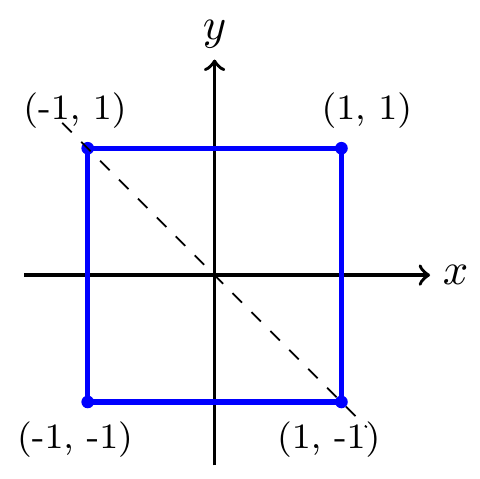 y
(-1, 1)
(1, 1)
x
(-1, -1)
(1, -1)